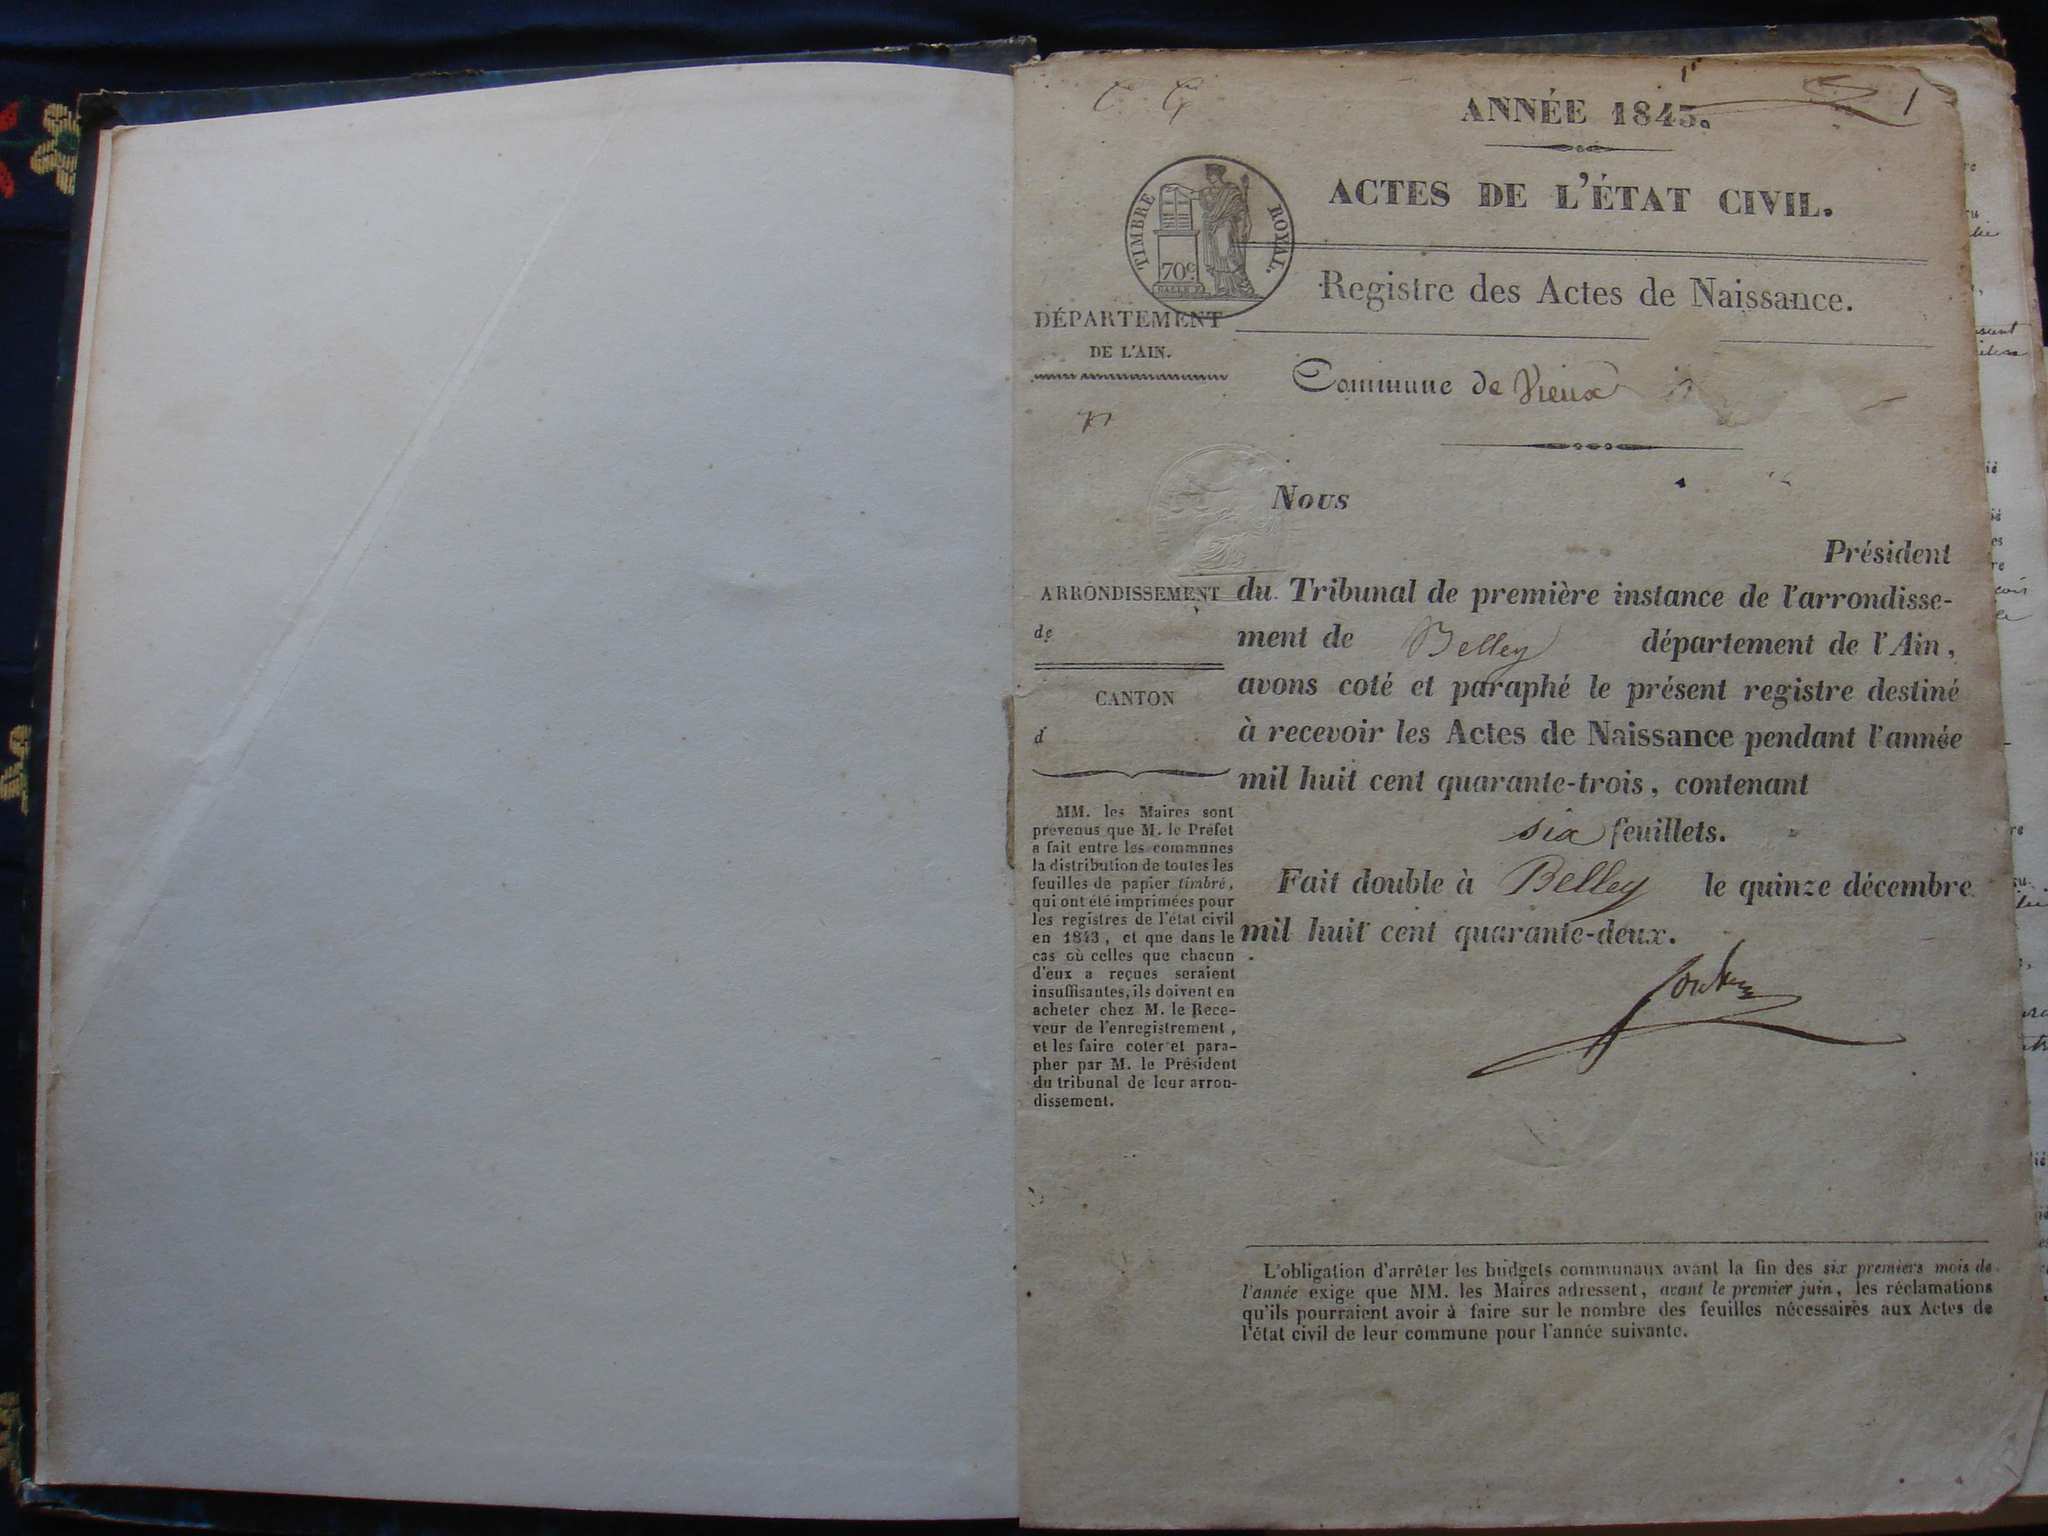 1
ANNÉE 1843.
ACTES DE L'ÉTAT CIVIL.
TIMBRE ROYAL.
70c.
Registre des Actes de Naissance.
DÉPARTEMENT
DE L'AIN.
Commune de Vieux
Nous
Président
du Tribunal de première instance de l'arrondisse-
ment de Belley département de l'Ain,
avons coté et paraphé le présent registre destiné
à recevoir les Actes de Naissance pendant l'année
mil huit cent quarante-trois, contenant
six feuillets.
Fait double à Belley le quinze décembre
mil huit cent quarante-deux.
ARRONDISSEMENT
de
CANTON
d
MM. les Maires sont
prévenus que M. le Préfet
a fait entre les communes
la distribution de toutes les
feuilles de papier timbré,
qui ont été imprimées pour
les registres de l'état civil
en 1843, et que dans le
cas où celles que chacun
d'eux a reçues seraient
insuffisantes, ils doivent en
acheter chez M. le Rece-
veur de l'enregistrement,
et les faire coter et para-
pher par M. le Président
du tribunal de leur arron-
dissement.
L'obligation d'arrêter les budgets communaux avant la fin des six premiers mois de
l'année exige que MM. les Maires adressent, avant le premier juin, les réclamations
qu'ils pourraient avoir à faire sur le nombre des feuilles nécessaires aux Actes de
l'état civil de leur commune pour l'année suivante.